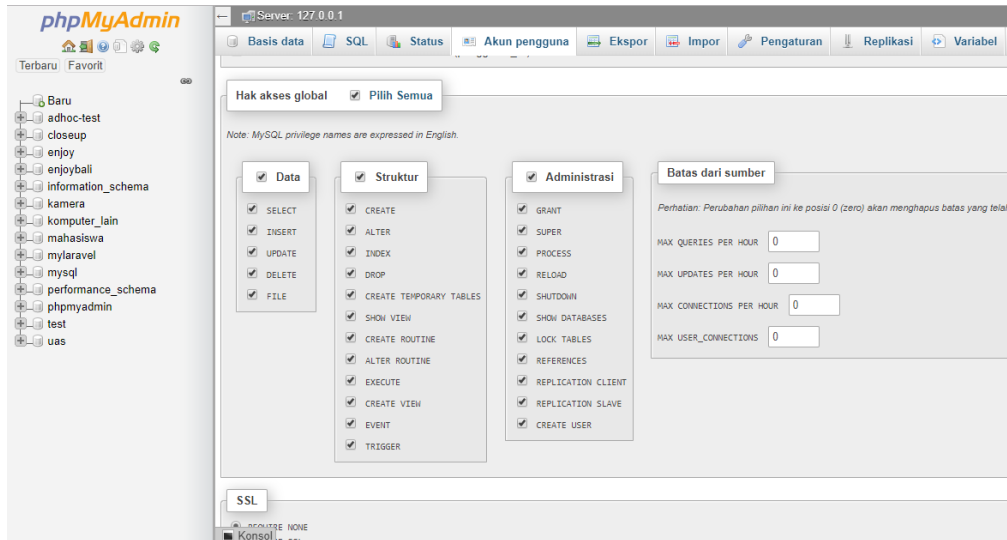 phpMyAdmin
Terbaru Favorit
Baru
adhoc-test
closeup
enjoy
enjoybali
information_schema
kamera
komputer_lain
mahasiswa
mylaravel
mysql
performance_schema
phpmyadmin
test
uas
Server: 127.0.0.1
Basis data SQL Status Akun pengguna Ekspor Impor Pengaturan Replikasi Variabel
Hak akses global Pilih Semua
Note: MySQL privilege names are expressed in English.
Data
SELECT
INSERT
UPDATE
DELETE
FILE
Struktur
CREATE
ALTER
INDEX
DROP
CREATE TEMPORARY TABLES
SHOW VIEW
CREATE ROUTINE
ALTER ROUTINE
EXECUTE
CREATE VIEW
EVENT
TRIGGER
Administrasi
GRANT
SUPER
PROCESS
RELOAD
SHUTDOWN
SHOW DATABASES
LOCK TABLES
REFERENCES
REPLICATION CLIENT
REPLICATION SLAVE
CREATE USER
Batas dari sumber
Perhatian: Perubahan pilihan ini ke posisi 0 (zero) akan menghapus batas yang tela
MAX QUERIES PER HOUR 0
MAX UPDATES PER HOUR 0
MAX CONNECTIONS PER HOUR 0
MAX USER_CONNECTIONS 0
SSL
REQUIRE NONE
Konsol